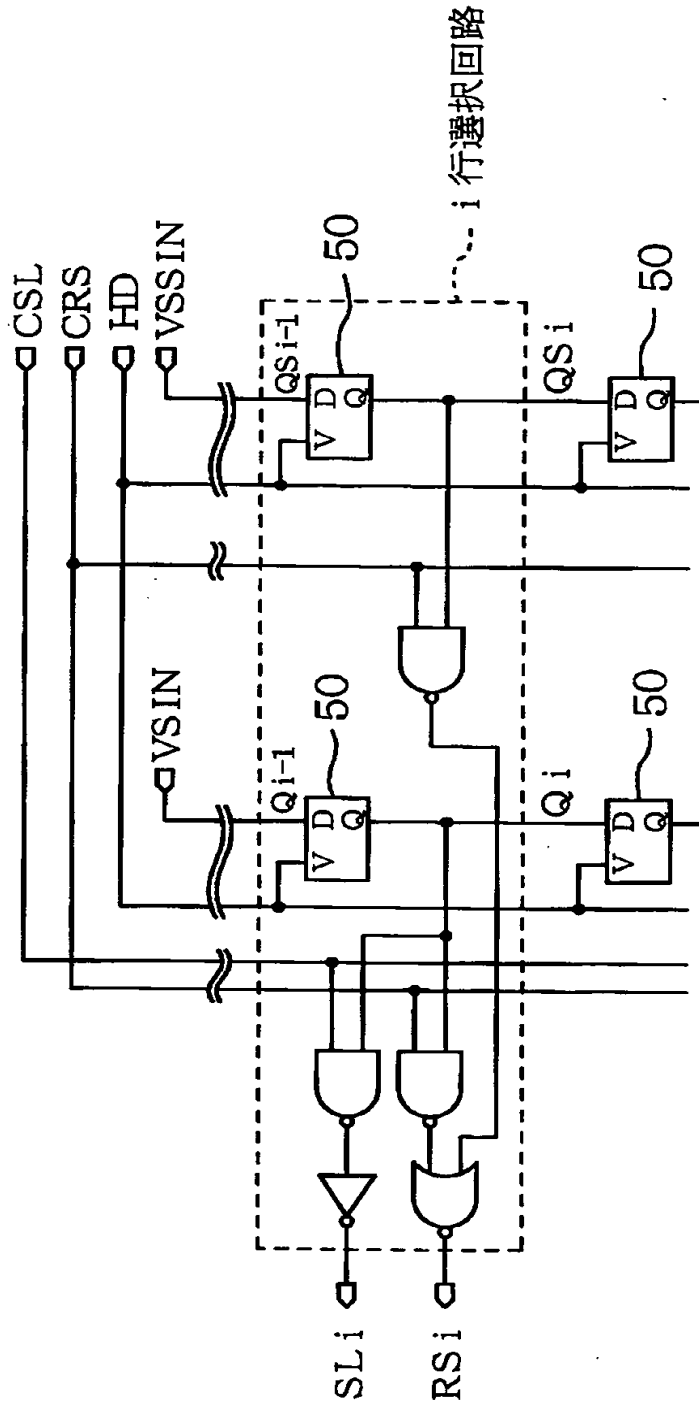 CSL
CRS
HD
VSSIN
VSIN
QSi-1
50
D
V
Q
Qi-1
50
D
V
Q
i 行選択回路
SLi
RSi
QSi
50
D
V
Q
Qi
50
D
V
Q